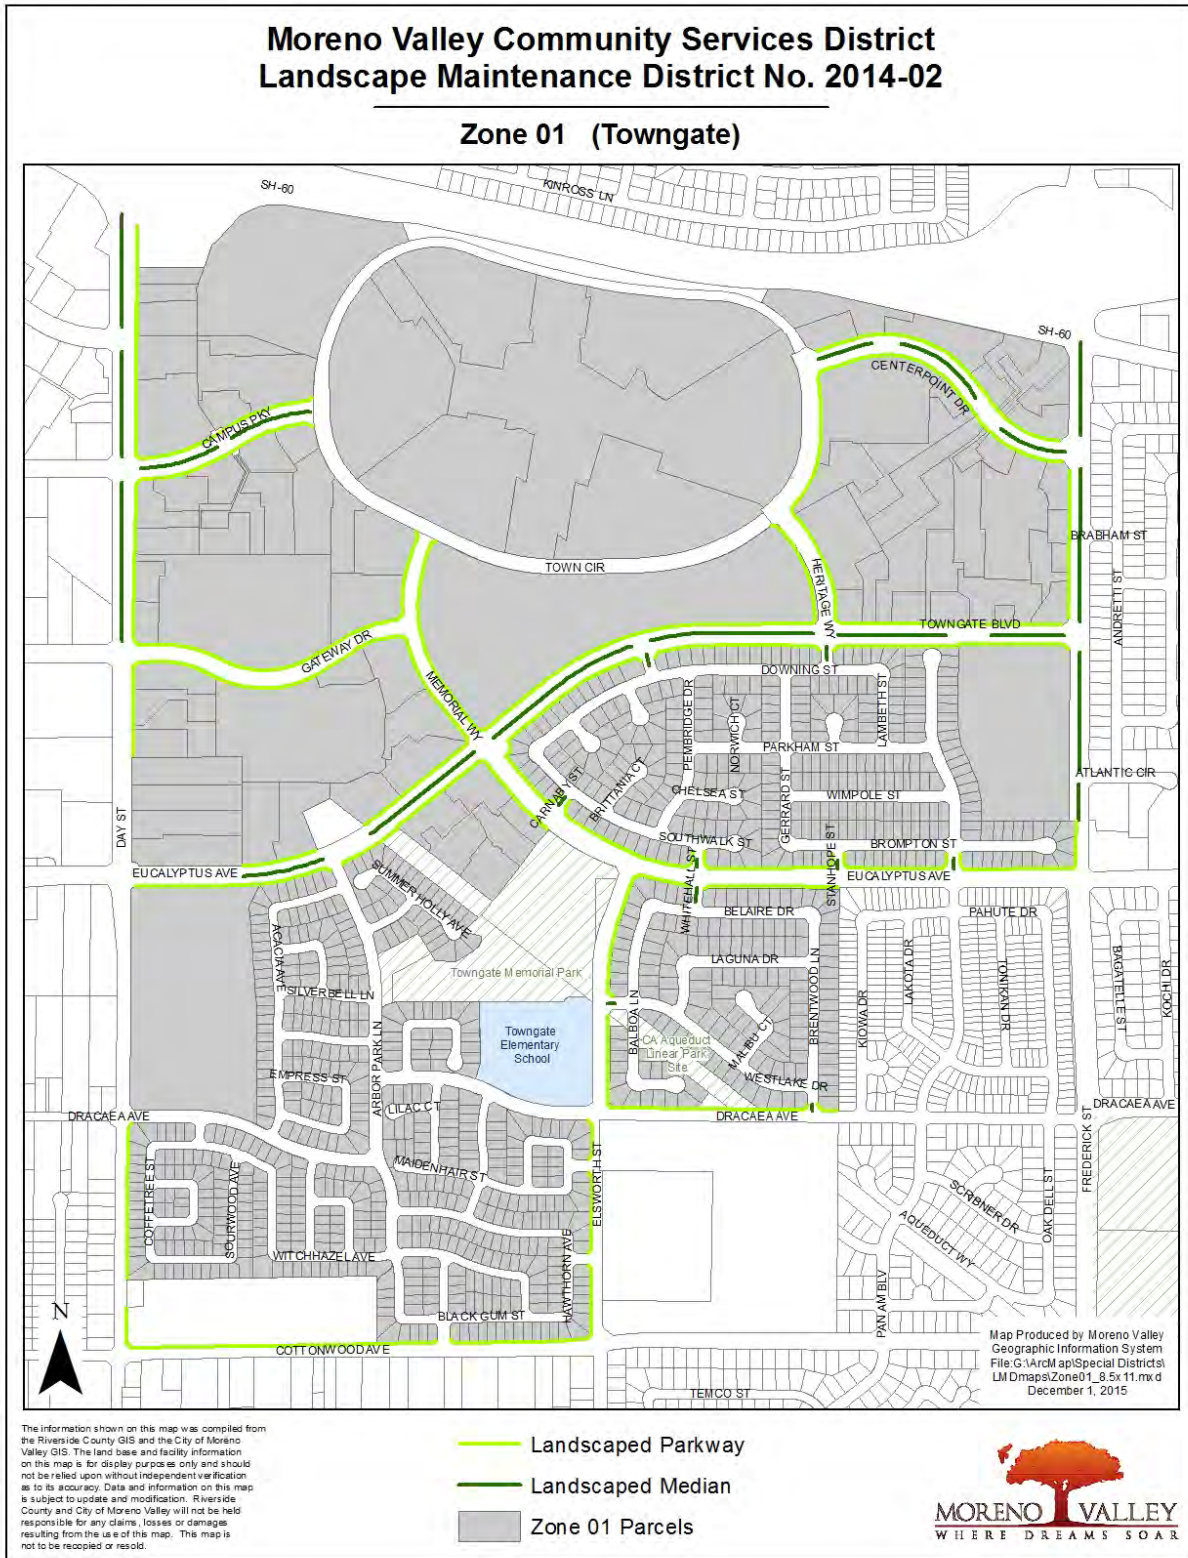 Moreno Valley Community Services District
Landscape Maintenance District No. 2014-02
Zone 01 (Towngate)
SH-60
KINROSS LN
SH-60
CENTERPOINT DR
CAMPUS PKY
BRABHAM ST
TOWN CIR
HERITAGE WY
ANDRETTI ST
TOWNGATE BLVD
GATEWAY DR
MEMORIAL WY
DOWNING ST
PEMBRIDGE DR
NORWICH CT
LAMBETH ST
PARKHAM ST
ATLANTIC CIR
CARNABY ST
BRITTANIA CT
CHELSEA ST
GERRARD ST
WIMPOLE ST
DAY ST
SOUTHWALK ST
STANHOPE ST
BROMPTON ST
EUCALYPTUS AVE
EUCALYPTUS AVE
SUMMER HOLLY AVE
WHITEHALL ST
BELAIRE DR
PAHUTE DR
ACACIA AVE
LAGUNA DR
BRENTWOOD LN
KIOWA DR
LAKOTA DR
TONIKAN DR
BAGATELLE ST
KOCHI DR
Towngate Memorial Park
SILVERBELL LN
BALBOA LN
Towngate
Elementary
School
CA Aqueduct
Linear Park
Site
MALIBU CT
ARBOR PARK LN
EMPRESS ST
WESTLAKE DR
LILAC CT
DRACAEA AVE
DRACAEA AVE
DRACAEA AVE
FREDERICK ST
MAIDENHAIR ST
ELSWORTH ST
COFFETREE ST
SOURWOOD AVE
SCRIBNER DR
OAK DELL ST
AQUEDUCT WY
WITCHHAZEL AVE
HAWTHORN AVE
PAN AM BLV
BLACK GUM ST
COTTONWOOD AVE
TEMCO ST
N
Map Produced by Moreno Valley
Geographic Information System
File:G:\ArcMap\Special Districts\
LMDmaps\Zone01_8.5x11.mxd
December 1, 2015
The information shown on this map was compiled from
the Riverside County GIS and the City of Moreno
Valley GIS. The land base and facility information
on this map is for display purposes only and should
not be relied upon without independent verification
as to its accuracy. Data and information on this map
is subject to update and modification. Riverside
County and City of Moreno Valley will not be held
responsible for any claims, losses or damages
resulting from the use of this map. This map is
not to be recopied or resold.
Landscaped Parkway
Landscaped Median
Zone 01 Parcels
MORENO VALLEY
WHERE DREAMS SOAR